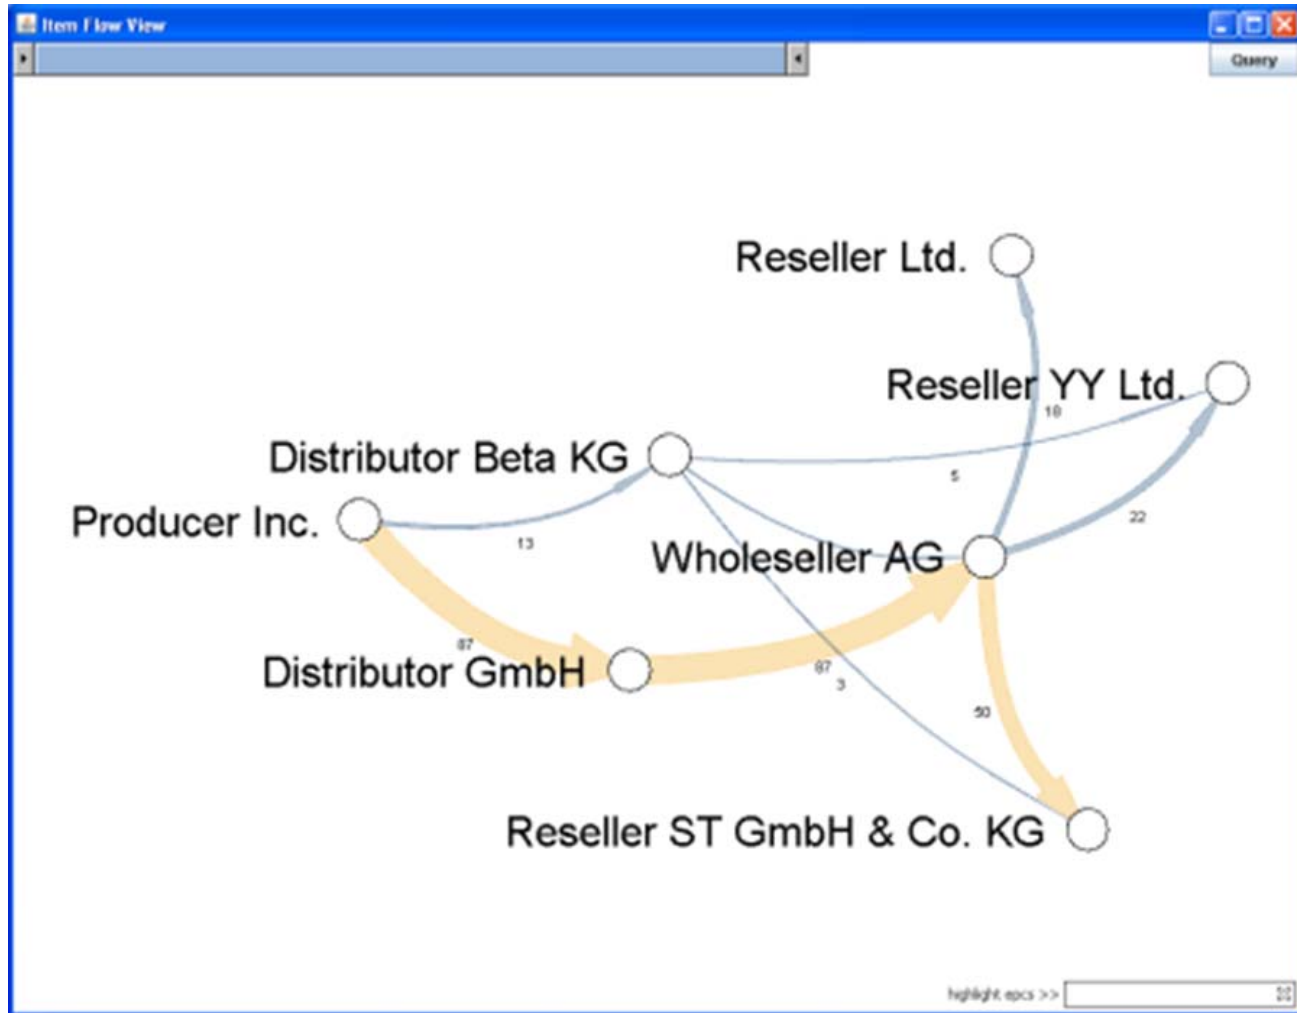 Item Flow View
Query
Reseller Ltd.
Reseller YY Ltd.
18
Distributor Beta KG
5
Producer Inc.
22
13
Wholeseller AG
87
Distributor GmbH
87
3
50
Reseller ST GmbH & Co. KG
highlight epcs >>